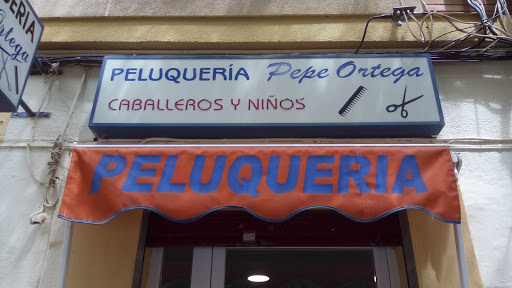 PELUQUERÍA Pepe Ortega
CABALLEROS Y NIÑOS
PELUQUERIA